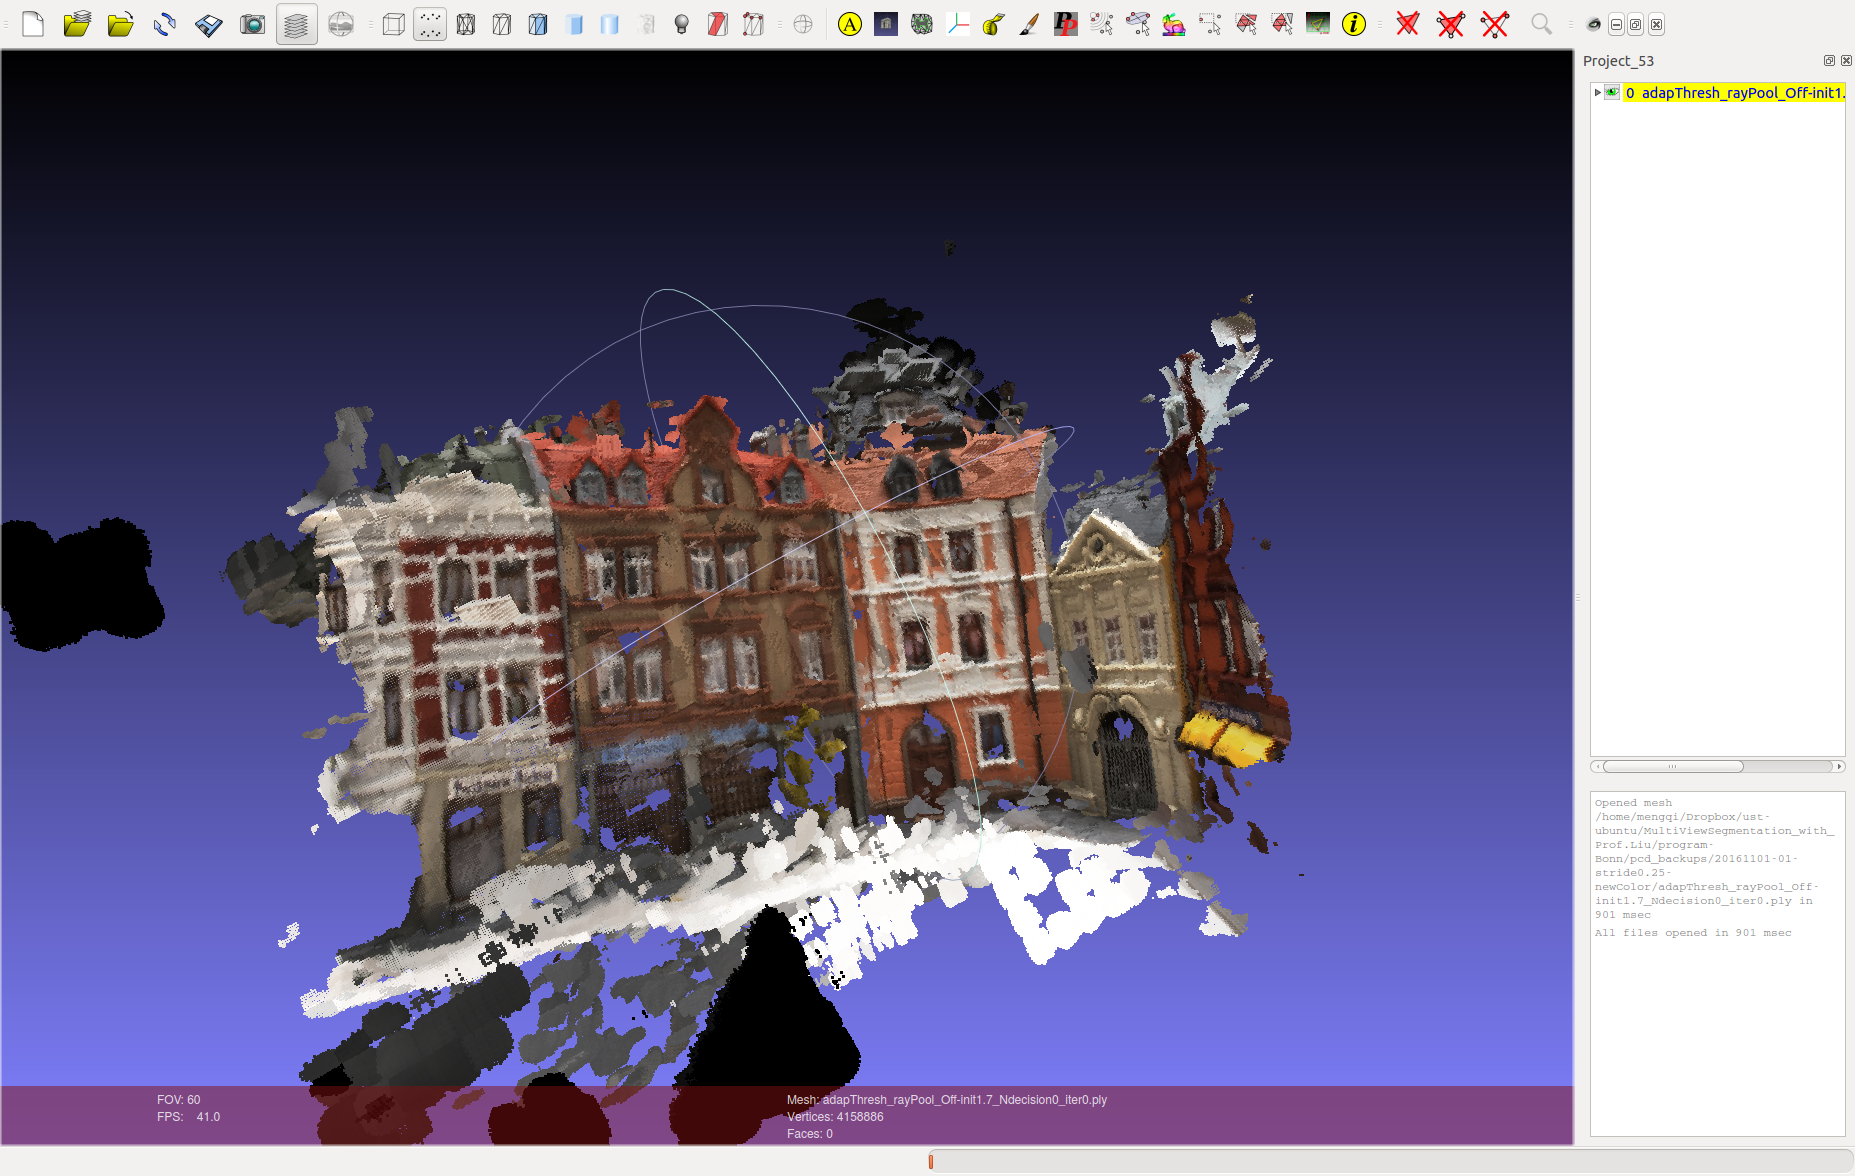 Project_53
0 adapThresh_rayPool_Off-init1.
Opened mesh
/home/mengqi/Dropbox/ust-
ubuntu/MultiViewSegmentation_with_
Prof.Liu/program-
Bonn/pcd_backups/20161101-01-
stride0.25-
newColor/adapThresh_rayPool_Off-
init1.7_Ndecision0_iter0.ply in
901 msec
All files opened in 901 msec
FOV: 60
FPS: 41.0
Mesh: adapThresh_rayPool_Off-init1.7_Ndecision0_iter0.ply
Vertices: 4158886
Faces: 0